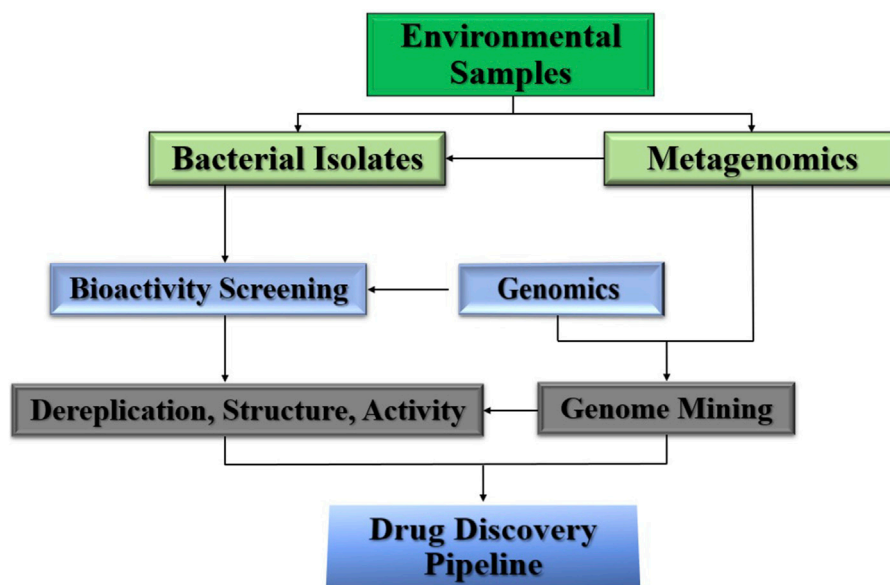 Environmental
Samples
Bacterial Isolates
Metagenomics
Bioactivity Screening
Genomics
Dereplication, Structure, Activity
Genome Mining
Drug Discovery
Pipeline